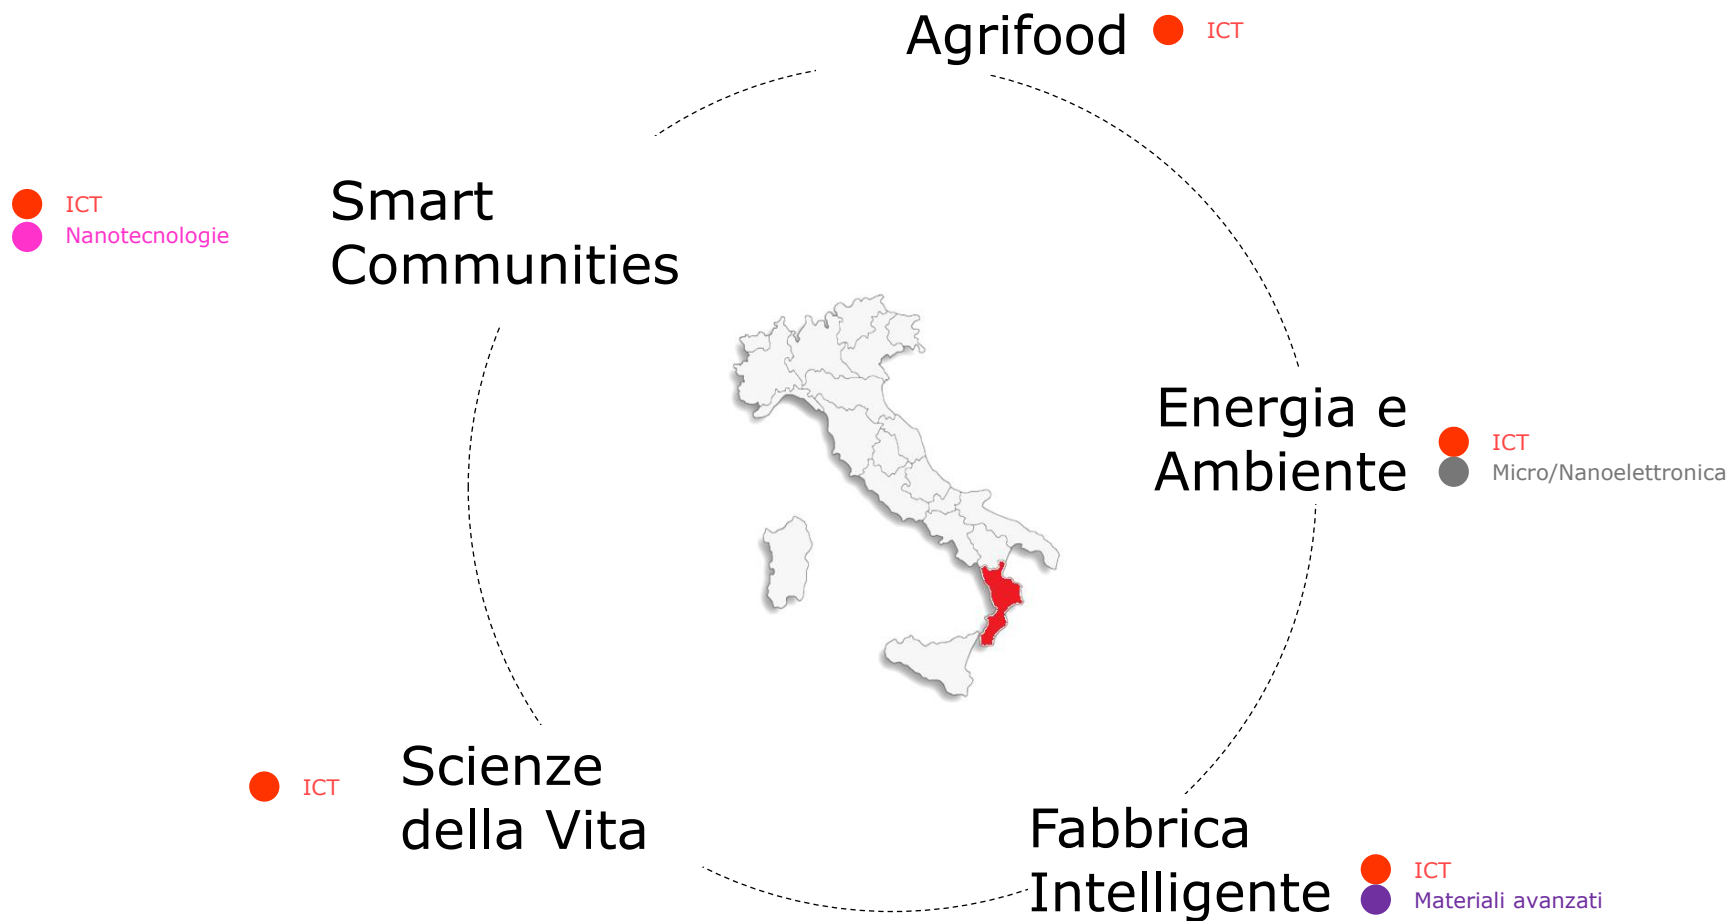 Agrifood
ICT
Smart
Communities
ICT
Nanotecnologie
Energia e
Ambiente
ICT
Micro/Nanoelettronica
Scienze
della Vita
ICT
Fabbrica
Intelligente
ICT
Materiali avanzati